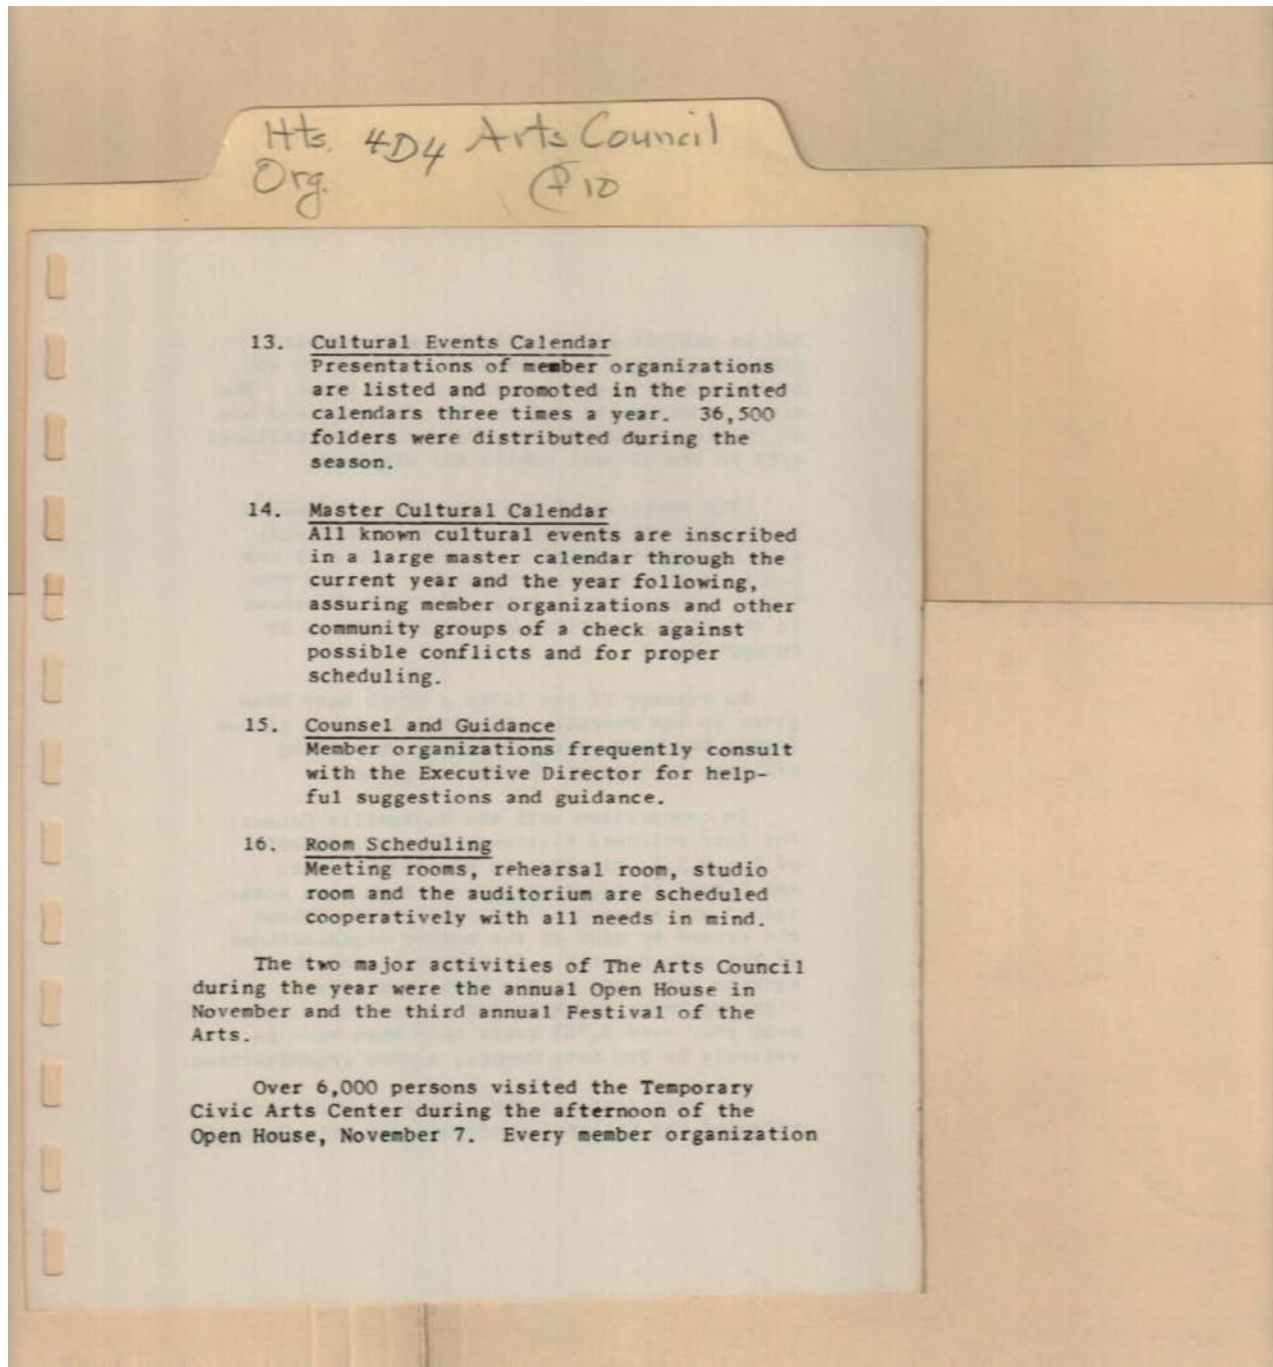 Hts. 4D4 Arts Council
Org. P10
13. Cultural Events Calendar
Presentations of member organizations
are listed and promoted in the printed
calendars three times a year. 36,500
folders were distributed during the
season.
14. Master Cultural Calendar
All known cultural events are inscribed
in a large master calendar through the
current year and the year following,
assuring member organizations and other
community groups of a check against
possible conflicts and for proper
scheduling.
15. Counsel and Guidance
Member organizations frequently consult
with the Executive Director for help-
ful suggestions and guidance.
16. Room Scheduling
Meeting rooms, rehearsal room, studio
room and the auditorium are scheduled
cooperatively with all needs in mind.
The two major activities of The Arts Council
during the year were the annual Open House in
November and the third annual Festival of the
Arts.
Over 6,000 persons visited the Temporary
Civic Arts Center during the afternoon of the
Open House, November 7. Every member organization